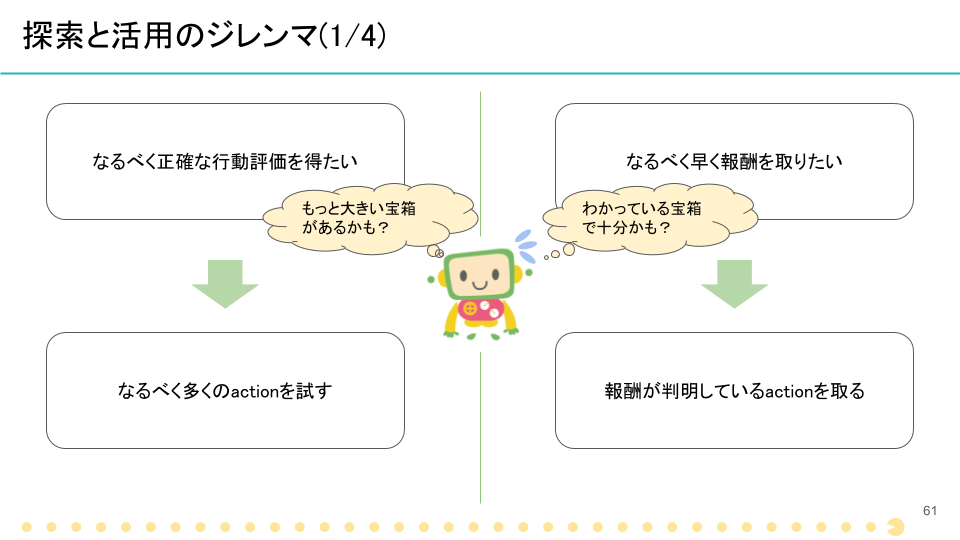 探索と活用のジレンマ(1/4)
なるべく正確な行動評価を得たい
もっと大きい宝箱
があるかも？
なるべく多くのactionを試す
なるべく早く報酬を取りたい
わかっている宝箱
で十分かも？
報酬が判明しているactionを取る
61